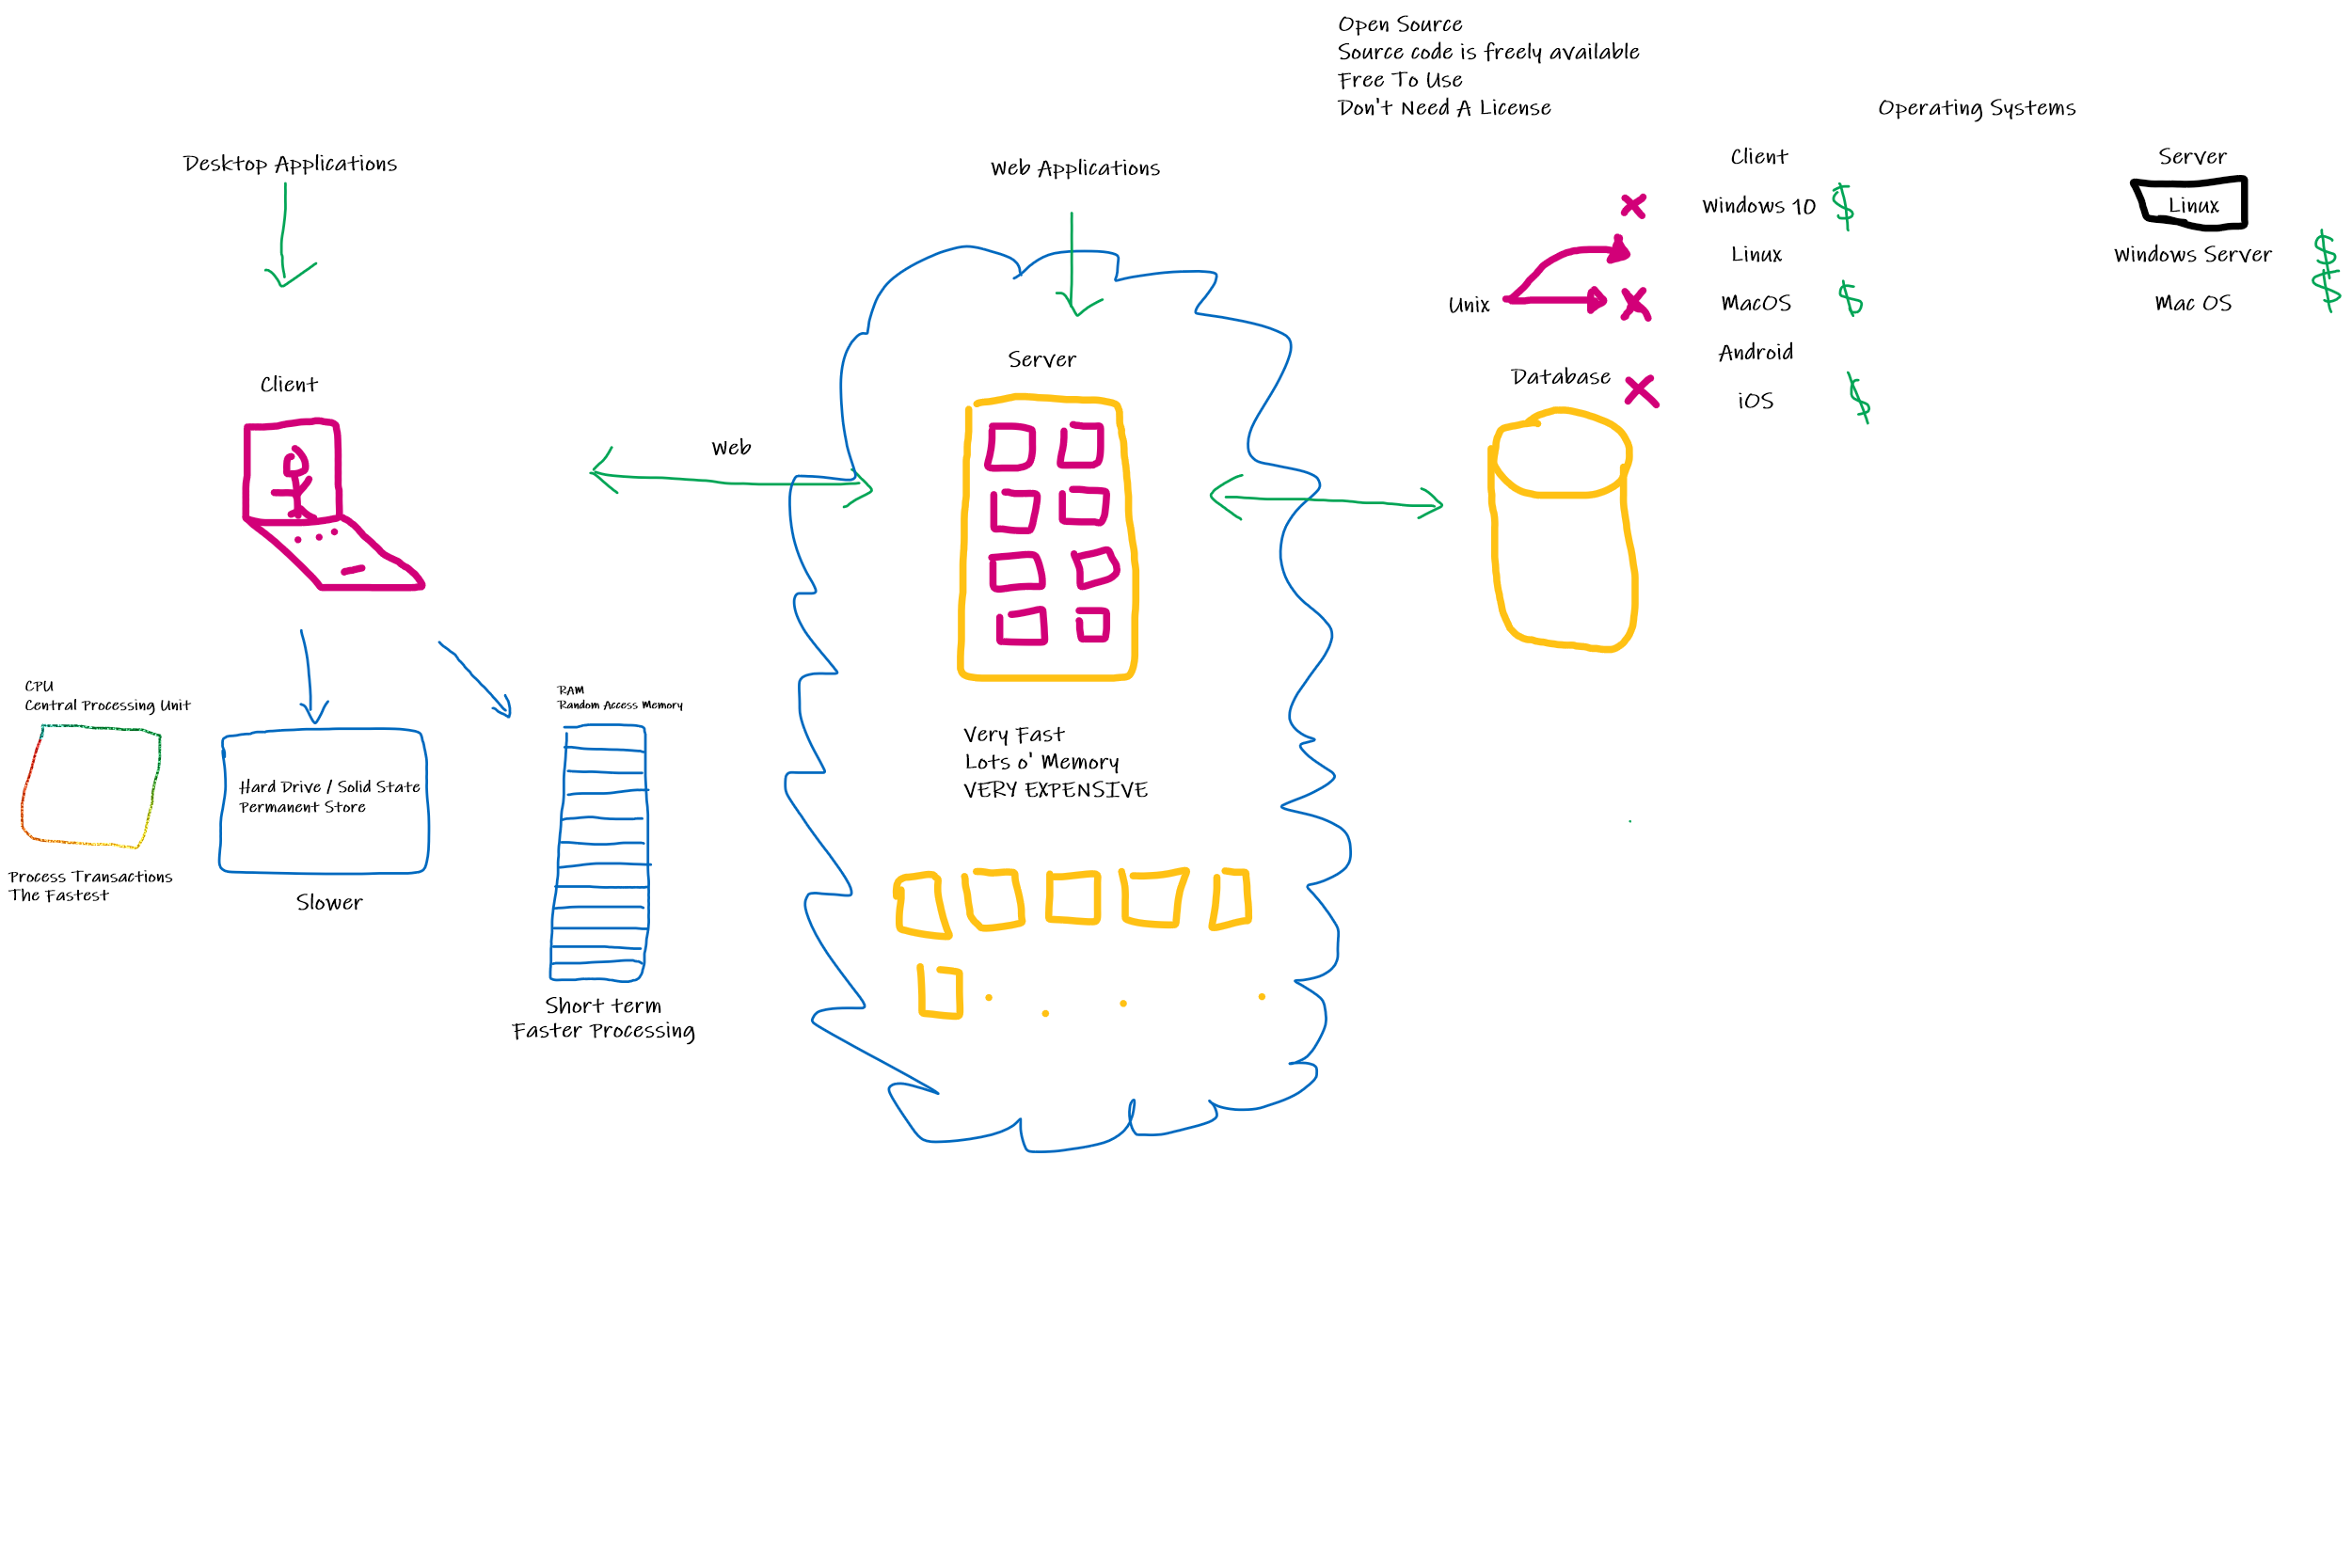 Open Source
Source code is freely available
Free To Use
Don't Need A License
Operating Systems
Desktop Applications
Web Applications
Client
Server
Windows 10 $
Linux
Linux
Windows Server $
Unix
MacOS $
Mac OS $
Android
iOS $
Database
Server
Client
Web
CPU
Central Processing Unit
RAM
Random Access Memory
Very Fast
Lots o' Memory
VERY EXPENSIVE
Hard Drive / Solid State
Permanent Store
Process Transactions
The Fastest
Slower
Short term
Faster Processing